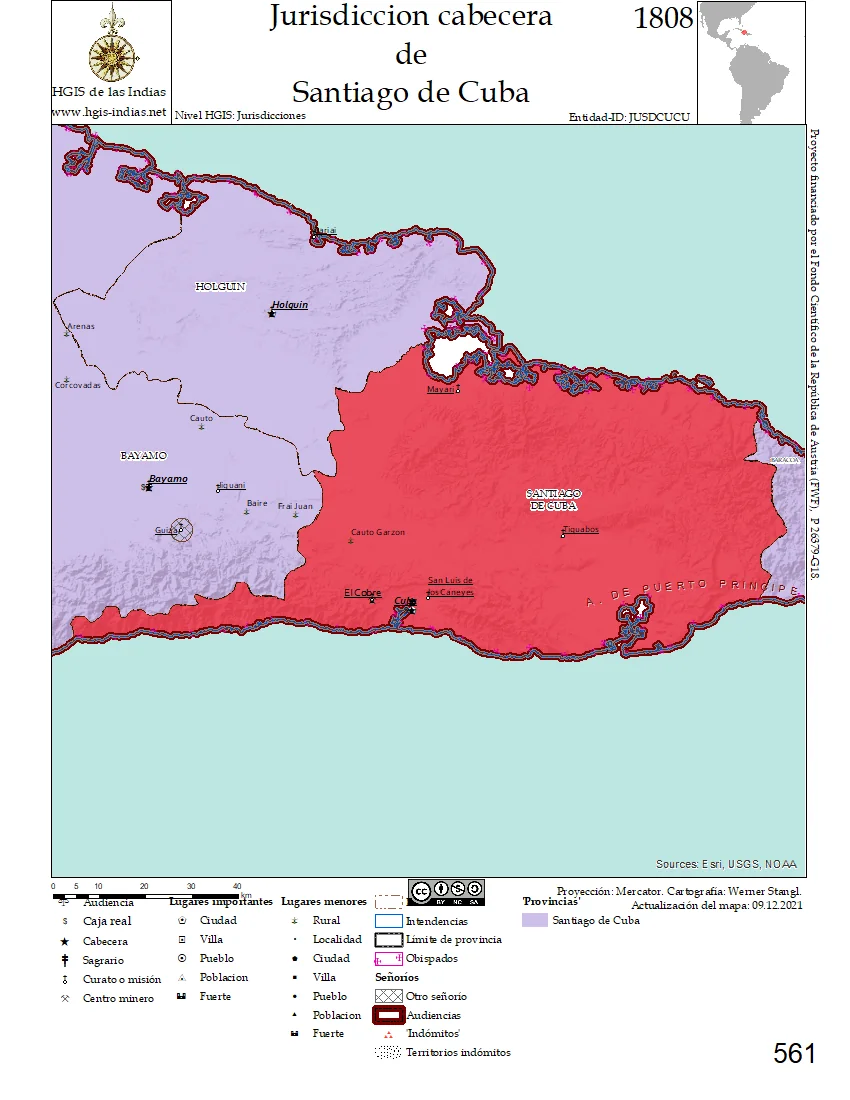 Jurisdiccion cabecera
de
Santiago de Cuba
1808
HGIS de las Indias
www.hgis-indias.net
Nivel HGIS: Jurisdicciones
Entidad-ID: JUSDCUCU
Proyecto financiado por el Fondo Científico de la República de Austria (FWF), P 26379-G18.
HOLGUIN
Holguin
Arenas
Corcovadas
Mayari
Cauto
BAYAMO
Bayamo
Jiguani
Baire
Frai Juan
Guiza
BARACOA
SANTIAGO
DE CUBA
Cauto Garzon
Tiguabos
San Luis de
los Caneyes
El Cobre
Cuba
A. DE PUERTO PRINCIPE
Sources: Esri, USGS, NOAA
0 5 10 20 30 40
km
Proyección: Mercator. Cartografía: Werner Stangl.
Actualización del mapa: 09.12.2021
CC BY NC SA
Audiencia
Caja real
Cabecera
Sagrario
Curato o misión
Centro minero
Lugares importantes
Ciudad
Villa
Pueblo
Poblacion
Fuerte
Lugares menores
Rural
Localidad
Ciudad
Villa
Pueblo
Poblacion
Fuerte
Intendencias
Límite de provincia
Obispados
Señoríos
Otro señorío
Audiencias
'Indómitos'
Territorios indómitos
'Provincias'
Santiago de Cuba
561